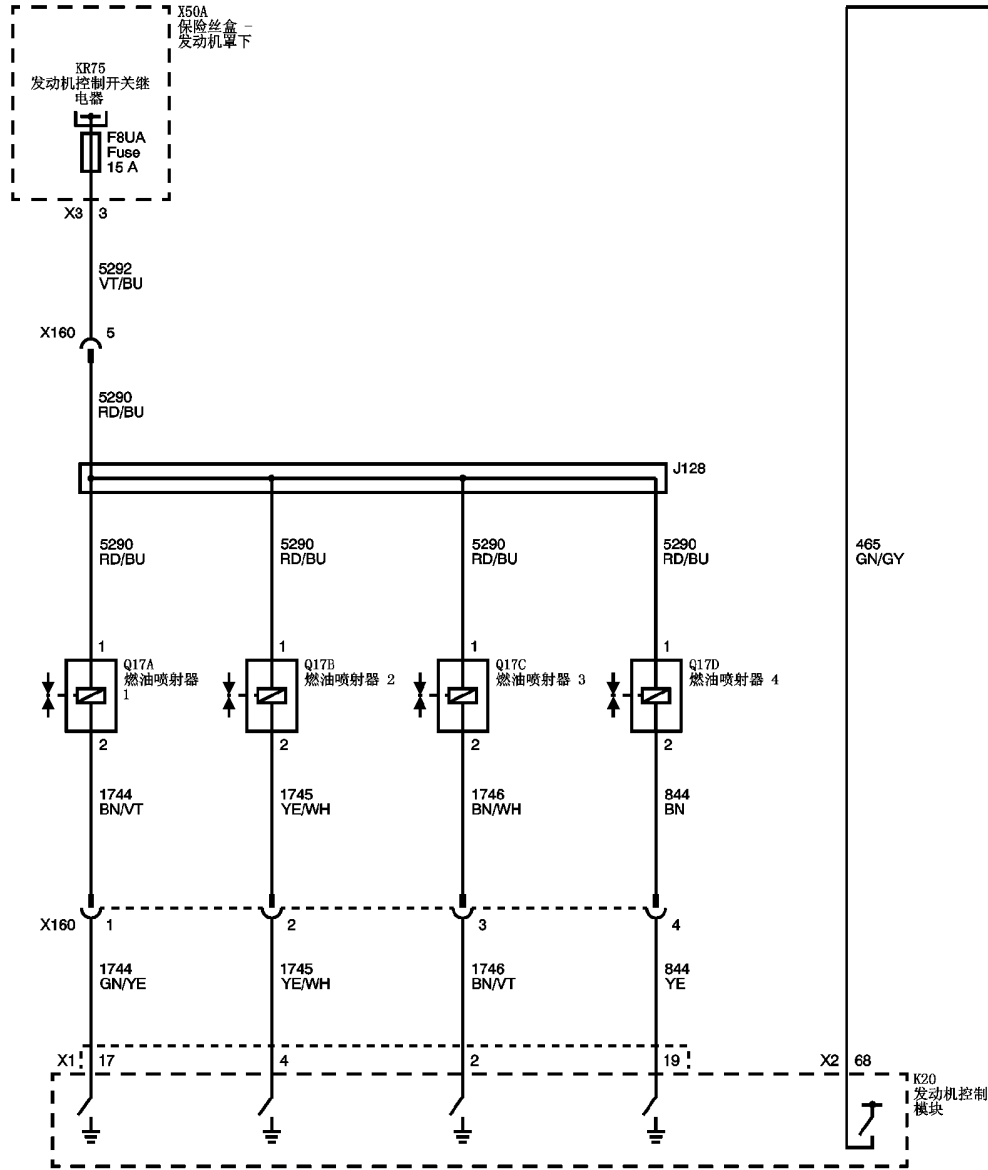 X50A
保险丝盒 -
发动机罩下
KR75
发动机控制开关继
电器
F8UA
Fuse
15 A
X3 3
5292
VT/BU
X160 5
5290
RD/BU
J128
5290 5290 5290 5290 465
RD/BU RD/BU RD/BU RD/BU GN/GY
1 1 1 1
Q17A Q17B Q17C Q17D
燃油喷射器 燃油喷射器 2 燃油喷射器 3 燃油喷射器 4
1
2 2 2 2
1744 1745 1746 844
BN/VT YE/WH BN/WH BN
X160 1 2 3 4
1744 1745 1746 844
GN/YE YE/WH BN/VT YE
X1 17 4 2 19 X2 68
K20
发动机控制
模块